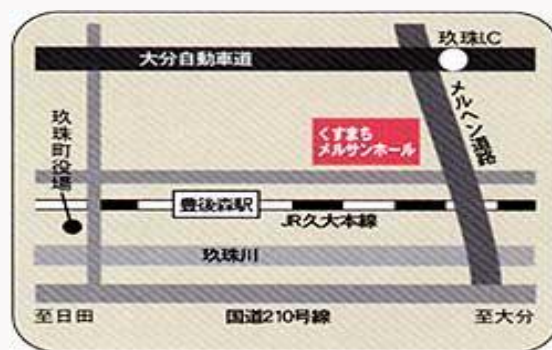 玖珠I.C
大分自動車道
メルヘン道路
玖珠町役場
くすまち
メルサンホール
豊後森駅
JR久大本線
玖珠川
至日田
国道210号線
至大分